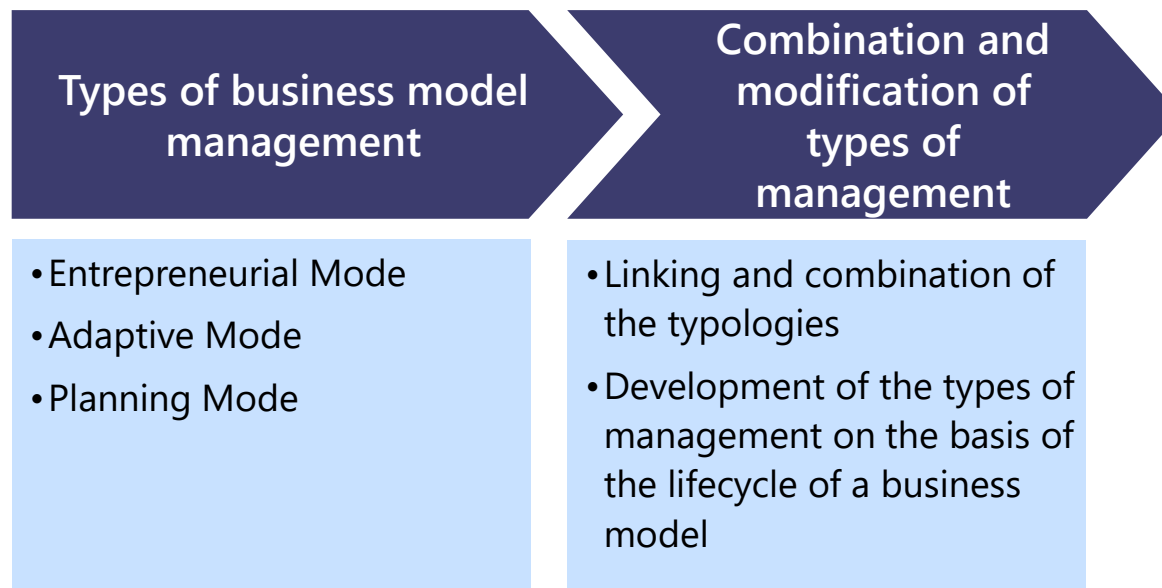 Types of business model
management
Combination and
modification of
types of
management
•Entrepreneurial Mode
•Adaptive Mode
•Planning Mode
•Linking and combination of
the typologies
•Development of the types of
management on the basis of
the lifecycle of a business
model